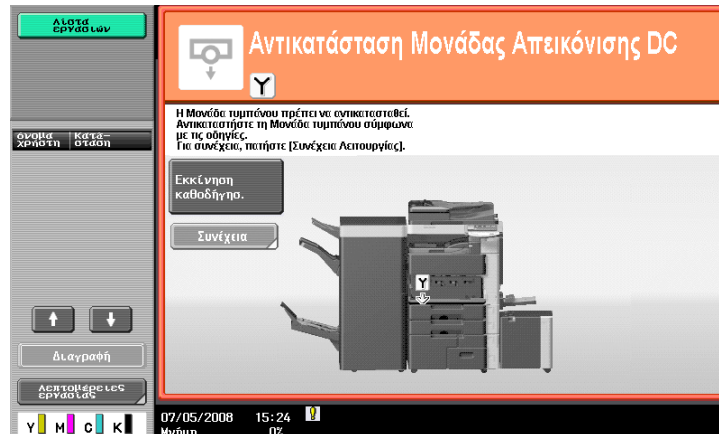 Λίστα
εργασιών
Αντικατάσταση Μονάδας Απεικόνισης DC
Y
Η Μονάδα τυμπάνου πρέπει να αντικατασταθεί.
Αντικαταστήστε τη Μονάδα τυμπάνου σύμφωνα
με τις οδηγίες.
Για συνέχεια, πατήστε [Συνέχεια Λειτουργίας].
όνομα χρήστη
Κατά-
σταση
Εκκίνηση
καθοδήγησ.
Συνέχεια
Y
Διαγραφή
Λεπτομέρειες
εργασίας
Y M C K
07/05/2008 15:24
Μνήμη 0%